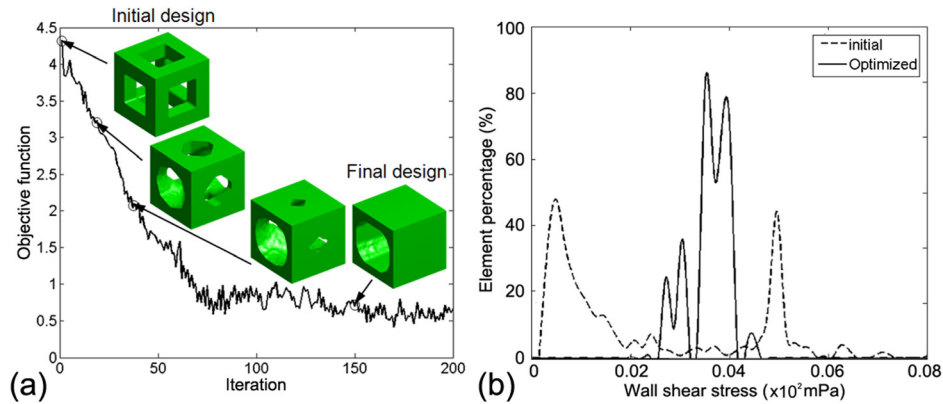 Initial design
4.5
4
3.5
3
2.5
2
1.5
1
0.5
0
Objective function
Final design
0
50
100
150
200
Iteration
(a)
100
80
60
40
20
0
Element percentage (%)
initial
Optimized
0
0.02
0.04
0.06
0.08
Wall shear stress (x10²mPa)
(b)